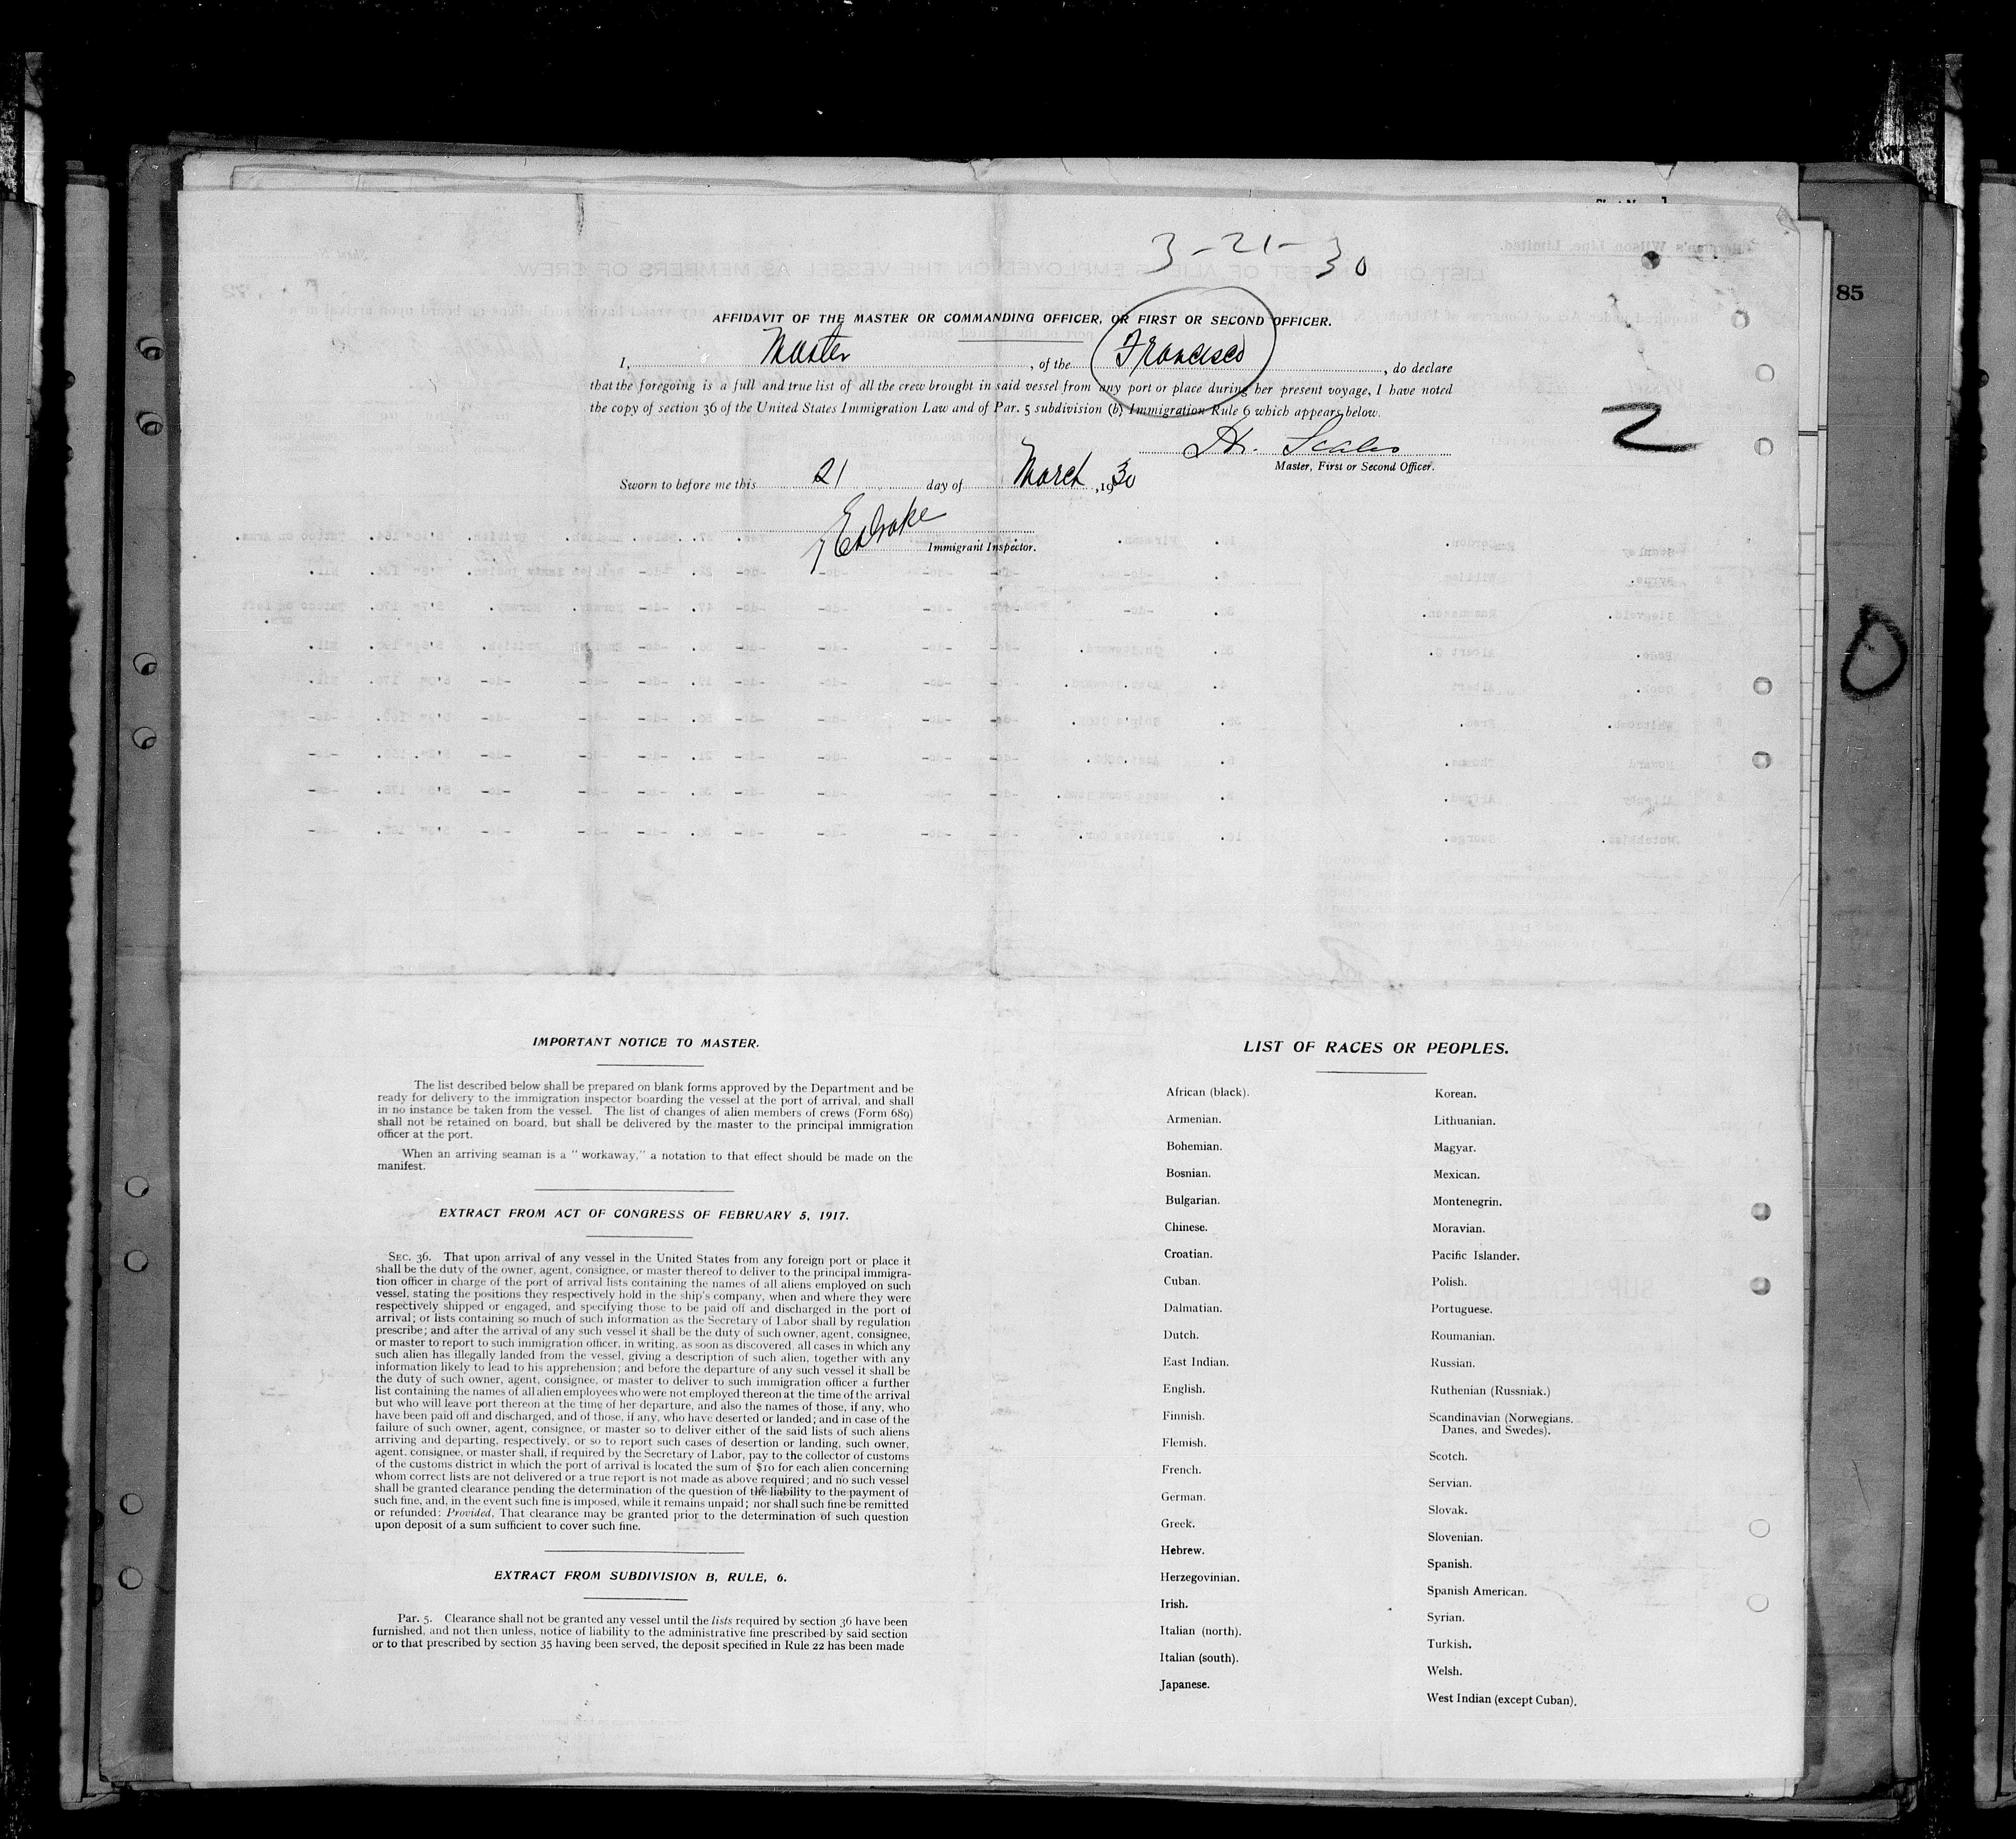 3-21-30
85
AFFIDAVIT OF THE MASTER OR COMMANDING OFFICER, OR FIRST OR SECOND OFFICER.
I, Master, of the Francisco, do declare
that the foregoing is a full and true list of all the crew brought in said vessel from any port or place during her present voyage, I have noted
the copy of section 36 of the United States Immigration Law and of Par. 5 subdivision (b) Immigration Rule 6 which appears below.
H. Scales
2
Master, First or Second Officer.
Sworn to before me this 21 day of March, 1930
Immigrant Inspector.
IMPORTANT NOTICE TO MASTER.
The list described below shall be prepared on blank forms approved by the Department and be
ready for delivery to the immigration inspector boarding the vessel at the port of arrival, and shall
in no instance be taken from the vessel. The list of changes of alien members of crews (Form 689)
shall not be retained on board, but shall be delivered by the master to the principal immigration
officer at the port.
When an arriving seaman is a " workaway," a notation to that effect should be made on the
manifest.
EXTRACT FROM ACT OF CONGRESS OF FEBRUARY 5, 1917.
SEC. 36. That upon arrival of any vessel in the United States from any foreign port or place it
shall be the duty of the owner, agent, consignee, or master thereof to deliver to the principal immigra-
tion officer in charge of the port of arrival lists containing the names of all aliens employed on such
vessel, stating the positions they respectively hold in the ship's company, when and where they were
respectively shipped or engaged, and specifying those to be paid off and discharged in the port of
arrival; or lists containing so much of such information as the Secretary of Labor shall by regulation
prescribe; and after the arrival of any such vessel it shall be the duty of such owner, agent, consignee,
or master to report to such immigration officer, in writing, as soon as discovered, all cases in which any
such alien has illegally landed from the vessel, giving a description of such alien, together with any
information likely to lead to his apprehension; and before the departure of any such vessel it shall be
the duty of such owner, agent, consignee, or master to deliver to such immigration officer a further
list containing the names of all alien employees who were not employed thereon at the time of the arrival
but who will leave port thereon at the time of her departure, and also the names of those, if any, who
have been paid off and discharged, and of those, if any, who have deserted or landed; and in case of the
failure of such owner, agent, consignee, or master so to deliver either of the said lists of such aliens
arriving and departing, respectively, or so to report such cases of desertion or landing, such owner,
agent, consignee, or master shall, if required by the Secretary of Labor, pay to the collector of customs
of the customs district in which the port of arrival is located the sum of $10 for each alien concerning
whom correct lists are not delivered or a true report is not made as above required; and no such vessel
shall be granted clearance pending the determination of the question of the liability to the payment of
such fine, and, in the event such fine is imposed, while it remains unpaid; nor shall such fine be remitted
or refunded: Provided, That clearance may be granted prior to the determination of such question
upon deposit of a sum sufficient to cover such fine.
EXTRACT FROM SUBDIVISION B, RULE, 6.
Par. 5. Clearance shall not be granted any vessel until the lists required by section 36 have been
furnished, and not then unless, notice of liability to the administrative fine prescribed by said section
or to that prescribed by section 35 having been served, the deposit specified in Rule 22 has been made
LIST OF RACES OR PEOPLES.
African (black).
Armenian.
Bohemian.
Bosnian.
Bulgarian.
Chinese.
Croatian.
Cuban.
Dalmatian.
Dutch.
East Indian.
English.
Finnish.
Flemish.
French.
German.
Greek.
Hebrew.
Herzegovinian.
Irish.
Italian (north).
Italian (south).
Japanese.
Korean.
Lithuanian.
Magyar.
Mexican.
Montenegrin.
Moravian.
Pacific Islander.
Polish.
Portuguese.
Roumanian.
Russian.
Ruthenian (Russniak.)
Scandinavian (Norwegians,
Danes, and Swedes).
Scotch.
Servian.
Slovak.
Slovenian.
Spanish.
Spanish American.
Syrian.
Turkish.
Welsh.
West Indian (except Cuban).